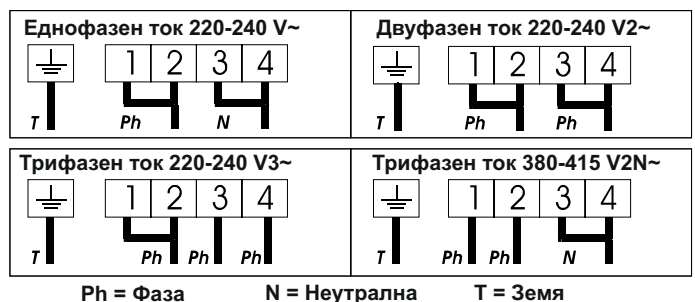 Еднофазен ток 220-240 V~
1 2 3 4
T Ph N
Двуфазен ток 220-240 V2~
1 2 3 4
T Ph Ph
Трифазен ток 220-240 V3~
1 2 3 4
T Ph Ph Ph
Трифазен ток 380-415 V2N~
1 2 3 4
T Ph Ph N
Ph = Фаза N = Неутрална T = Земя